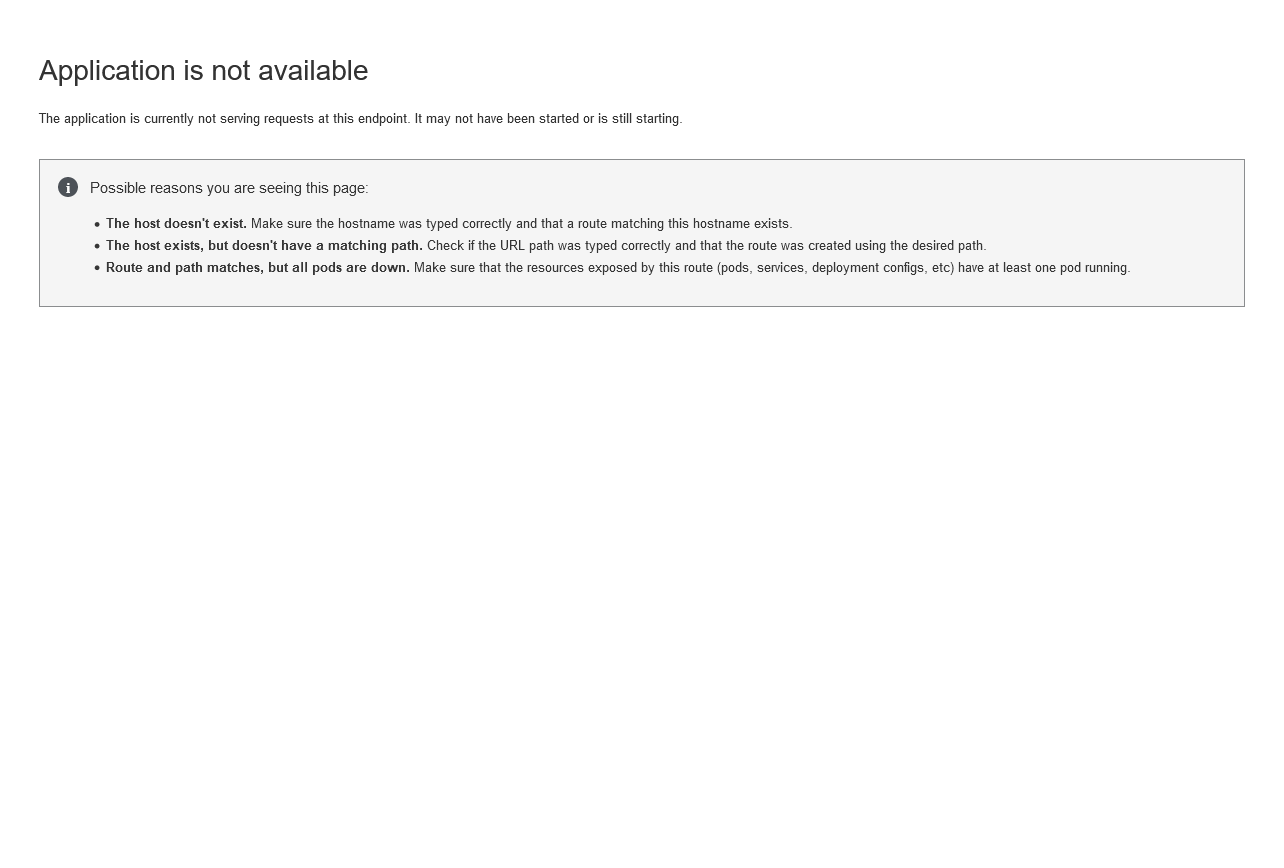 Application is not available
The application is currently not serving requests at this endpoint. It may not have been started or is still starting.
i Possible reasons you are seeing this page:
• The host doesn't exist. Make sure the hostname was typed correctly and that a route matching this hostname exists.
• The host exists, but doesn't have a matching path. Check if the URL path was typed correctly and that the route was created using the desired path.
• Route and path matches, but all pods are down. Make sure that the resources exposed by this route (pods, services, deployment configs, etc) have at least one pod running.